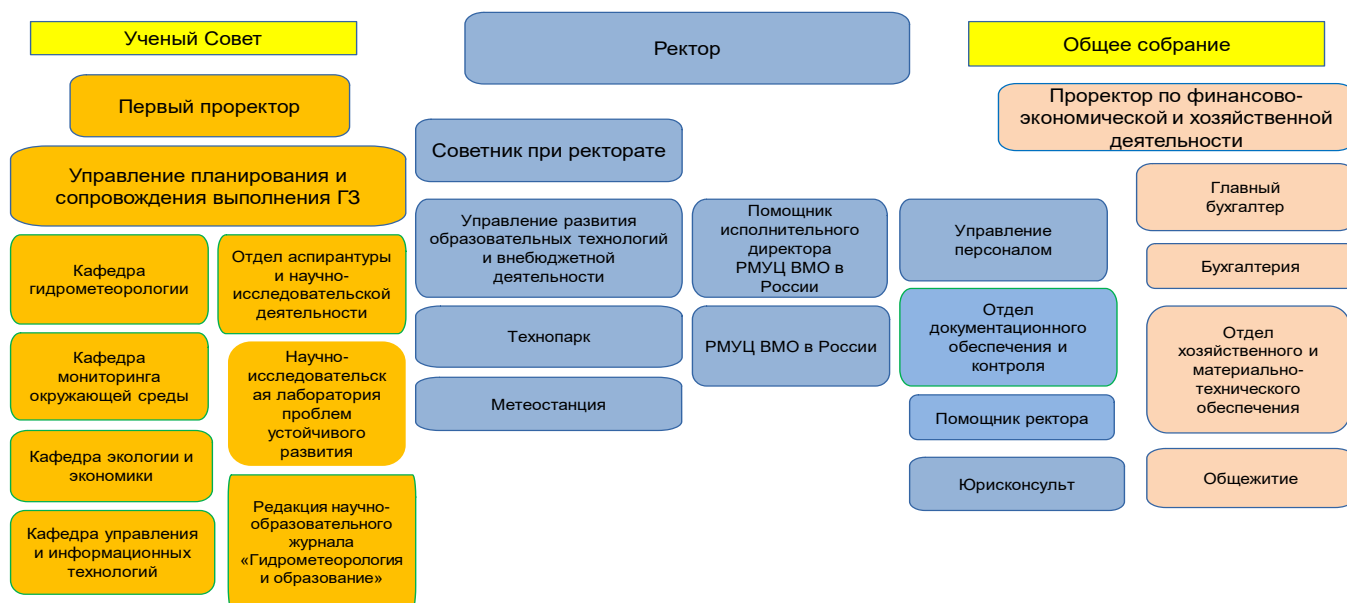 Ученый Совет
Ректор
Общее собрание
Первый проректор
Проректор по финансово-
экономической и хозяйственной
деятельности
Советник при ректорате
Управление планирования и
сопровождения выполнения ГЗ
Главный
бухгалтер
Управление развития
образовательных технологий
и внебюджетной
деятельности
Помощник
исполнительного
директора
РМУЦ ВМО в
России
Управление
персоналом
Кафедра
гидрометеорологии
Отдел аспирантуры
и научно-
исследовательской
деятельности
Бухгалтерия
Технопарк
РМУЦ ВМО в России
Отдел
документационного
обеспечения и
контроля
Отдел
хозяйственного и
материально-
технического
обеспечения
Кафедра
мониторинга
окружающей среды
Научно-
исследовательск
ая лаборатория
проблем
устойчивого
развития
Метеостанция
Помощник ректора
Кафедра экологии и
экономики
Юрисконсульт
Общежитие
Кафедра управления
и информационных
технологий
Редакция научно-
образовательного
журнала
«Гидрометеорология
и образование»